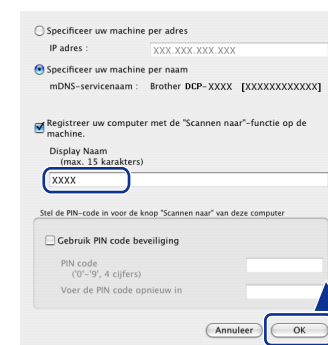 Specificeer uw machine per adres
IP adres :
XXX.XXX.XXX.XXX
Specificeer uw machine per naam
mDNS-servicenaam : Brother DCP-XXXX [XXXXXXXXXXXX]
Registreer uw computer met de "Scannen naar"-functie op de
machine.
Display Naam
(max. 15 karakters)
XXXX
Stel de PIN-code in voor de knop "Scannen naar" van deze computer
Gebruik PIN code beveiliging
PIN code
('0'-'9', 4 cijfers)
Voer de PIN code opnieuw in
Annuleer OK